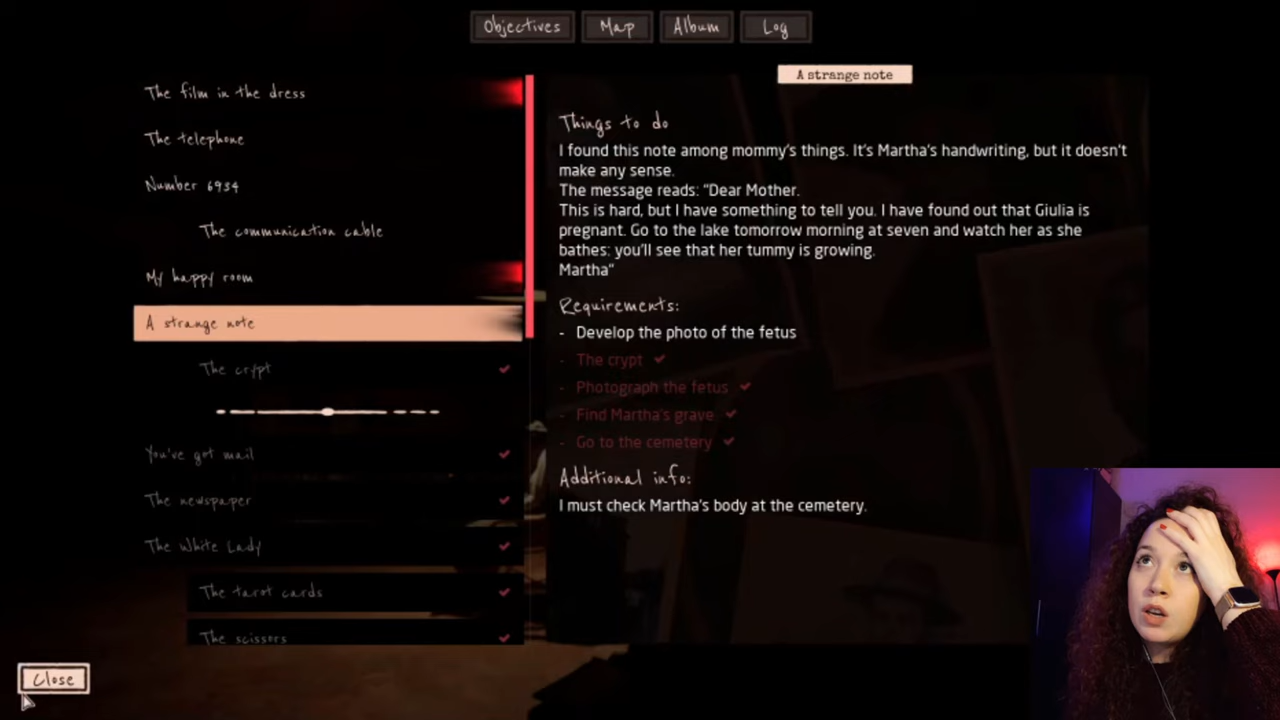 Objectives
Map
Album
Log
The film in the dress
The telephone
Number 6934
The communication cable
My happy room
A strange note
The crypt
You've got mail
The newspaper
The White Lady
The tarot cards
The scissors
A strange note
Things to do
I found this note among mommy's things. It's Martha's handwriting, but it doesn't
make any sense.
The message reads: "Dear Mother.
This is hard, but I have something to tell you. I have found out that Giulia is
pregnant. Go to the lake tomorrow morning at seven and watch her as she
bathes: you'll see that her tummy is growing.
Martha"
Requirements:
- Develop the photo of the fetus
- The crypt
- Photograph the fetus
- Find Martha's grave
- Go to the cemetery
Additional info:
I must check Martha's body at the cemetery.
Close